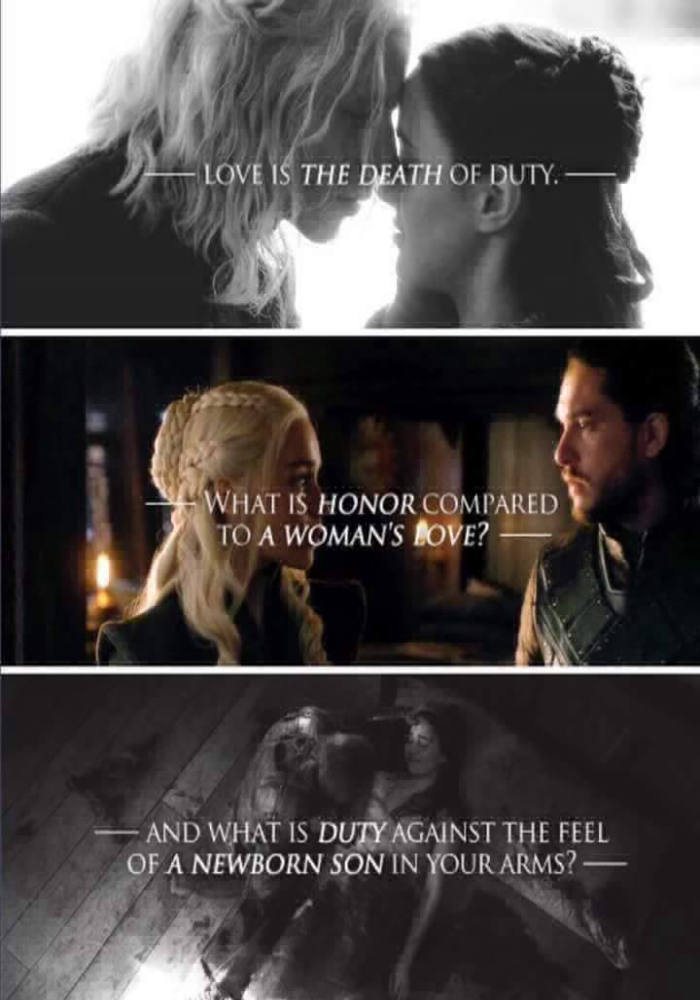 LOVE IS THE DEATH OF DUTY.
WHAT IS HONOR COMPARED
TO A WOMAN'S LOVE?
AND WHAT IS DUTY AGAINST THE FEEL
OF A NEWBORN SON IN YOUR ARMS?